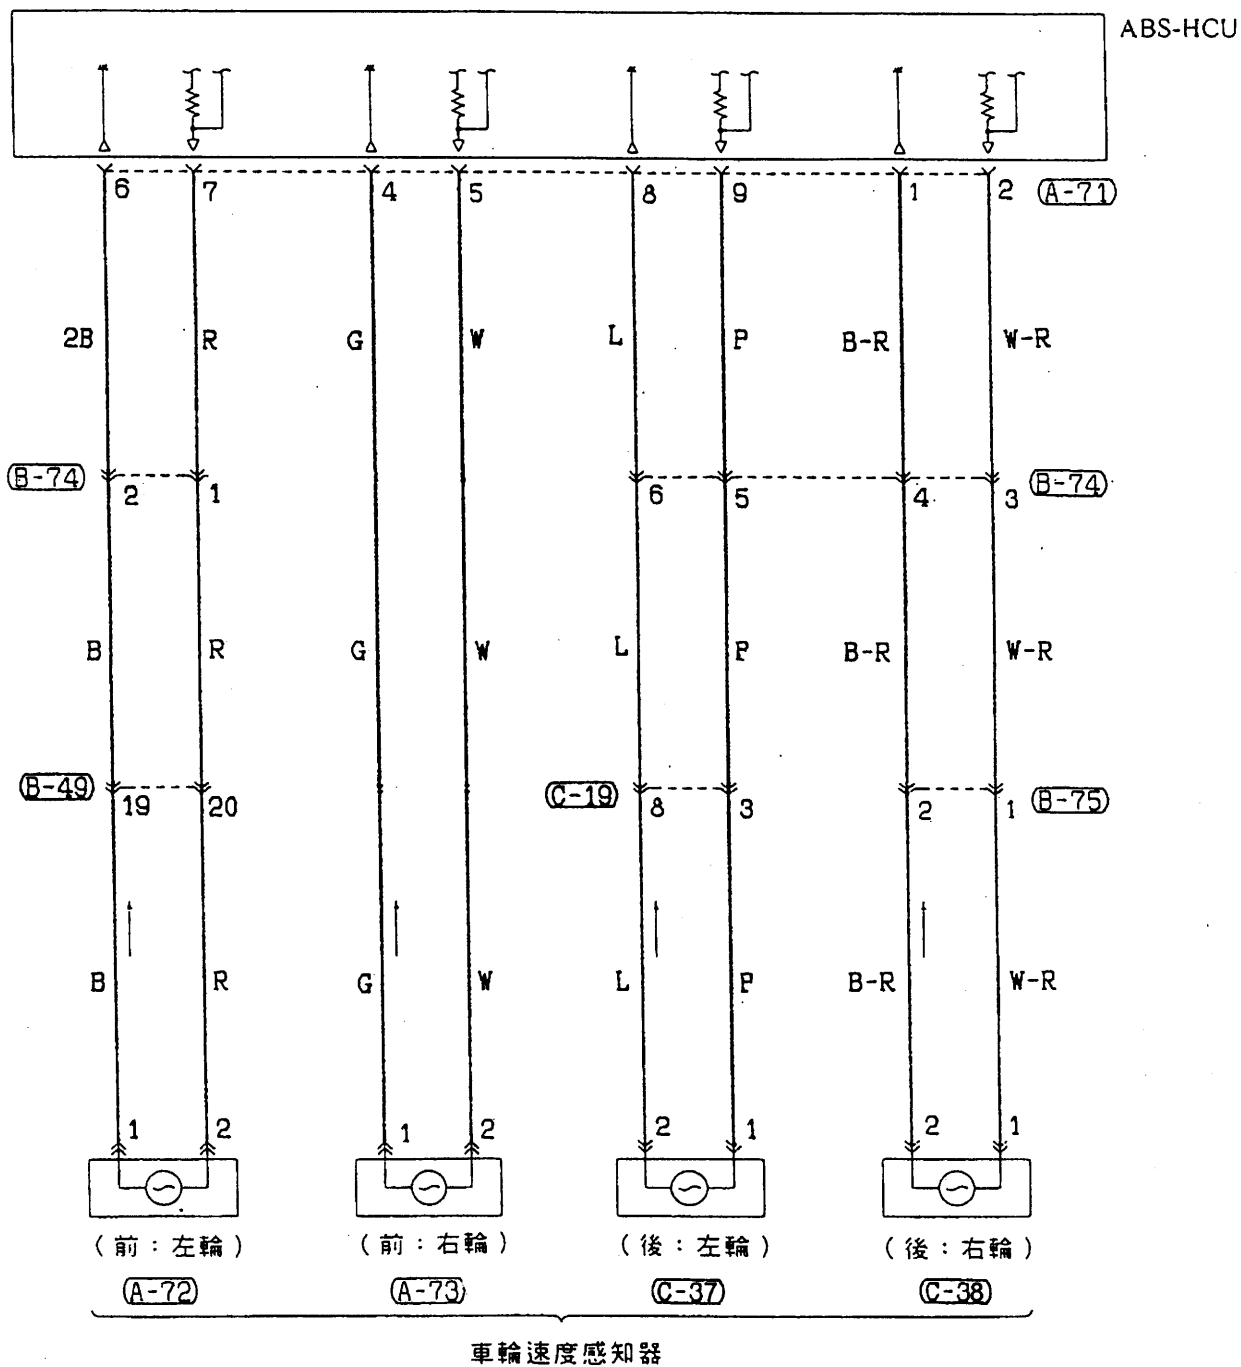 ABS-HCU
6 7 4 5 8 9 1 2 A-71
2B R G W L P B-R W-R
B-74 2 1 6 5 4 3 B-74
B R G W L P B-R W-R
B-49 19 20 C-19 8 3 2 1 B-75
B R G W L P B-R W-R
1 2 1 2 2 1 2 1
(前:左輪) (前:右輪) (後:左輪) (後:右輪)
A-72 A-73 C-37 C-38
車輪速度感知器